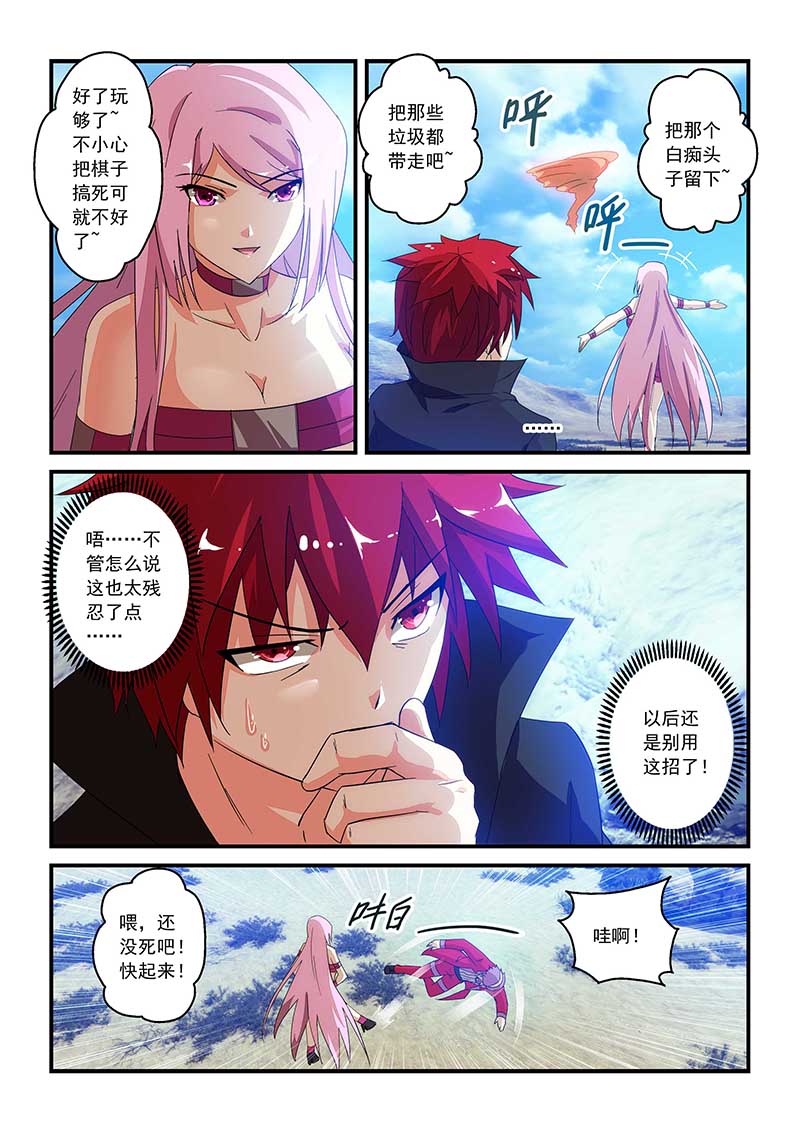 好了玩
够了~
不小心
把棋子
搞死可
就不好
了~
把那些
垃圾都
带走吧~
呼
把那个
白痴头
子留下~
呼——
……
唔……不
管怎么说
这也太残
忍了点
……
以后还
是别用
这招了！
喂，还
没死吧！
快起来！
咔白——
哇啊！